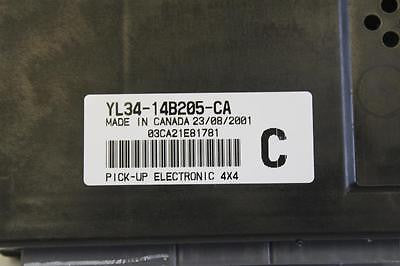 YL34-14B205-CA
MADE IN CANADA 23/08/2001
03CA21E81781
C
PICK-UP ELECTRONIC 4X4